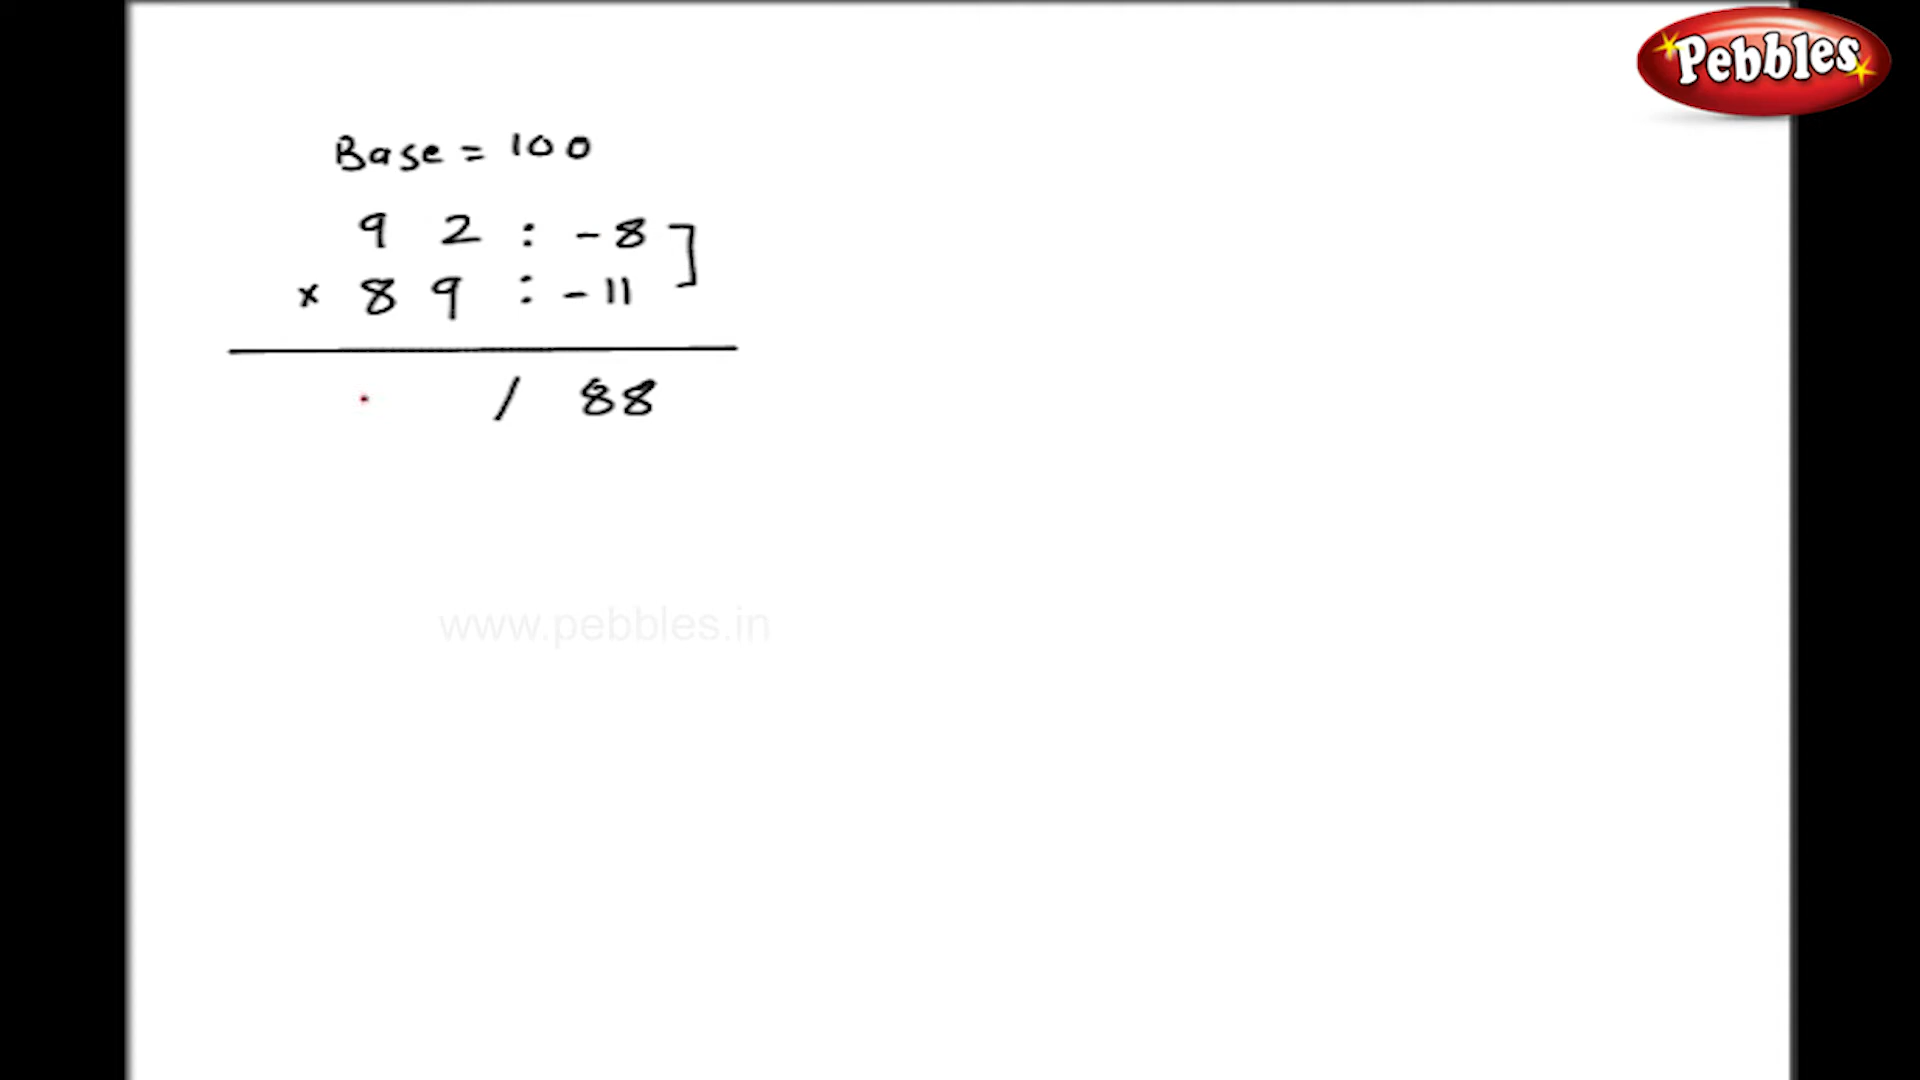 Pebbles
Base = 100
9 2 : -8
x 8 9 : -11
/ 88
www.pebbles.in